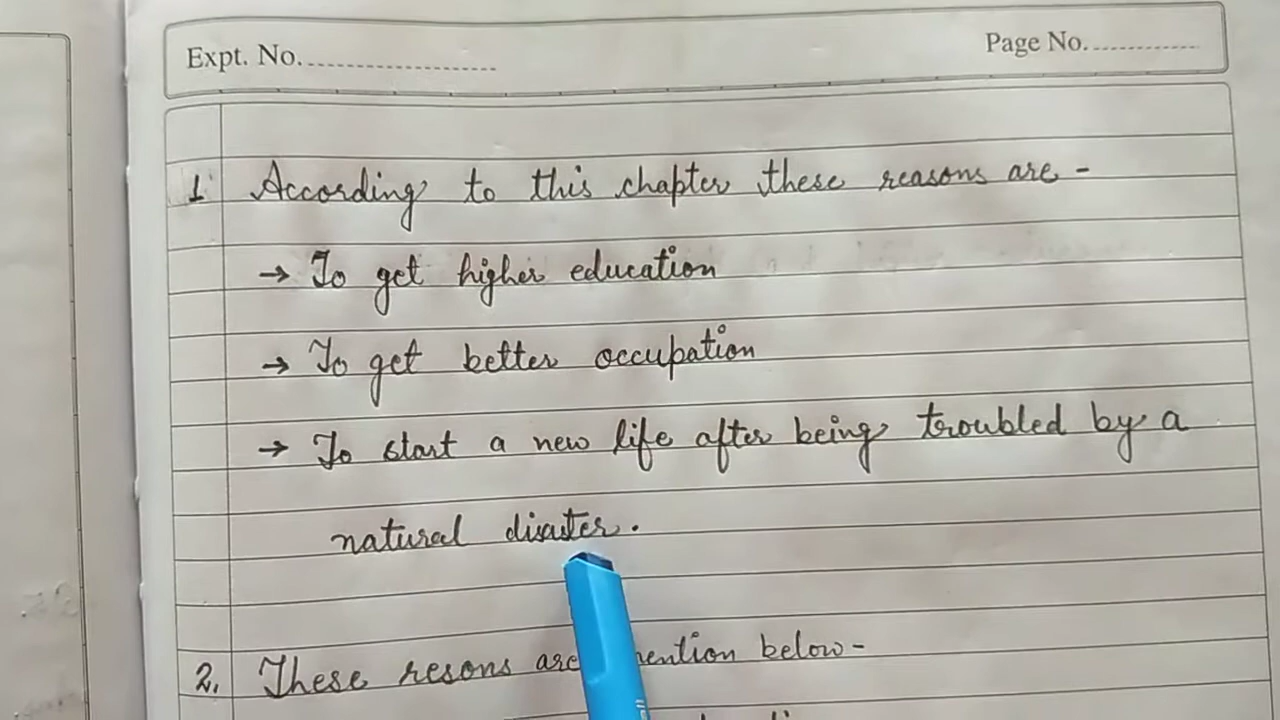 Expt. No.
Page No.
1. According to this chapter these reasons are -
→ To get higher education
→ To get better occupation
→ To start a new life after being troubled by a
natural disaster.
2. These resons are mention below-